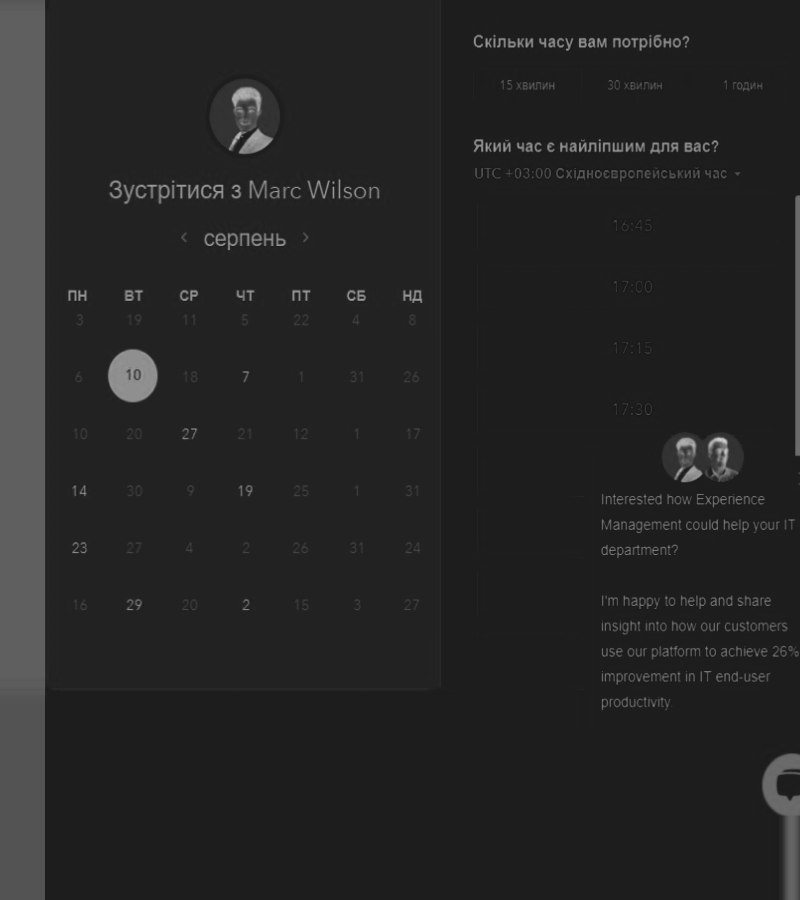 Зустрітися з Marc Wilson
серпень
ПН ВТ СР ЧТ ПТ СБ НД
3 19 11 5 22 4 8
6 10 18 7 1 31 26
10 20 27 21 12 1 17
14 30 9 19 25 1 31
23 27 4 2 26 31 24
16 29 20 2 15 3 27
Скільки часу вам потрібно?
15 хвилин 30 хвилин 1 годин
Який час є найліпшим для вас?
UTC +03:00 Східноєвропейський час
16:45
17:00
17:15
17:30
Interested how Experience
Management could help your IT
department?
I'm happy to help and share
insight into how our customers
use our platform to achieve 26%
improvement in IT end-user
productivity